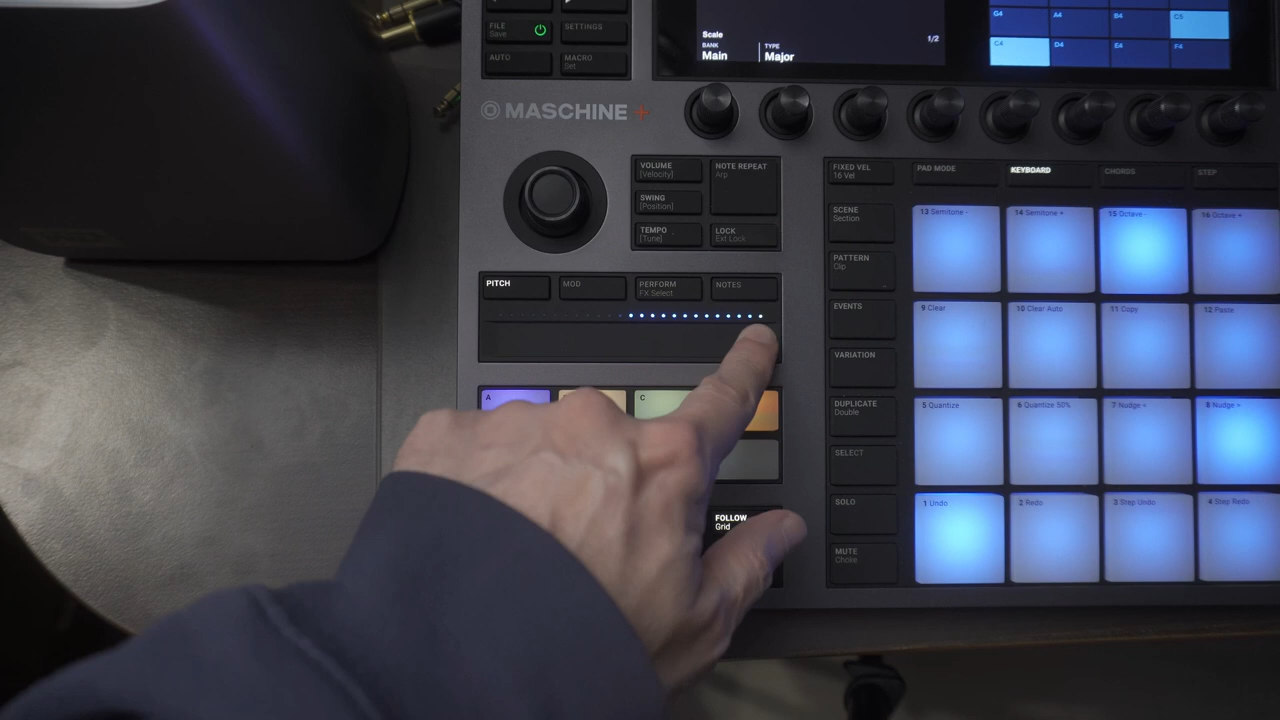 FILE
Save
SETTINGS
AUTO
MACRO
Set
Scale
BANK
Main
TYPE
Major
1/2
G4
A4
B4
C5
C4
D4
E4
F4
MASCHINE +
VOLUME
[Velocity]
NOTE REPEAT
Arp
SWING
[Position]
TEMPO
[Tune]
LOCK
Ext Lock
PITCH
MOD
PERFORM
FX Select
NOTES
A
C
FOLLOW
Grid
FIXED VEL
16 Vel
PAD MODE
KEYBOARD
CHORDS
STEP
SCENE
Section
PATTERN
Clip
EVENTS
VARIATION
DUPLICATE
Double
SELECT
SOLO
MUTE
Choke
13 Semitone -
14 Semitone +
15 Octave -
16 Octave +
9 Clear
10 Clear Auto
11 Copy
12 Paste
5 Quantize
6 Quantize 50%
7 Nudge <
8 Nudge >
1 Undo
2 Redo
3 Step Undo
4 Step Redo